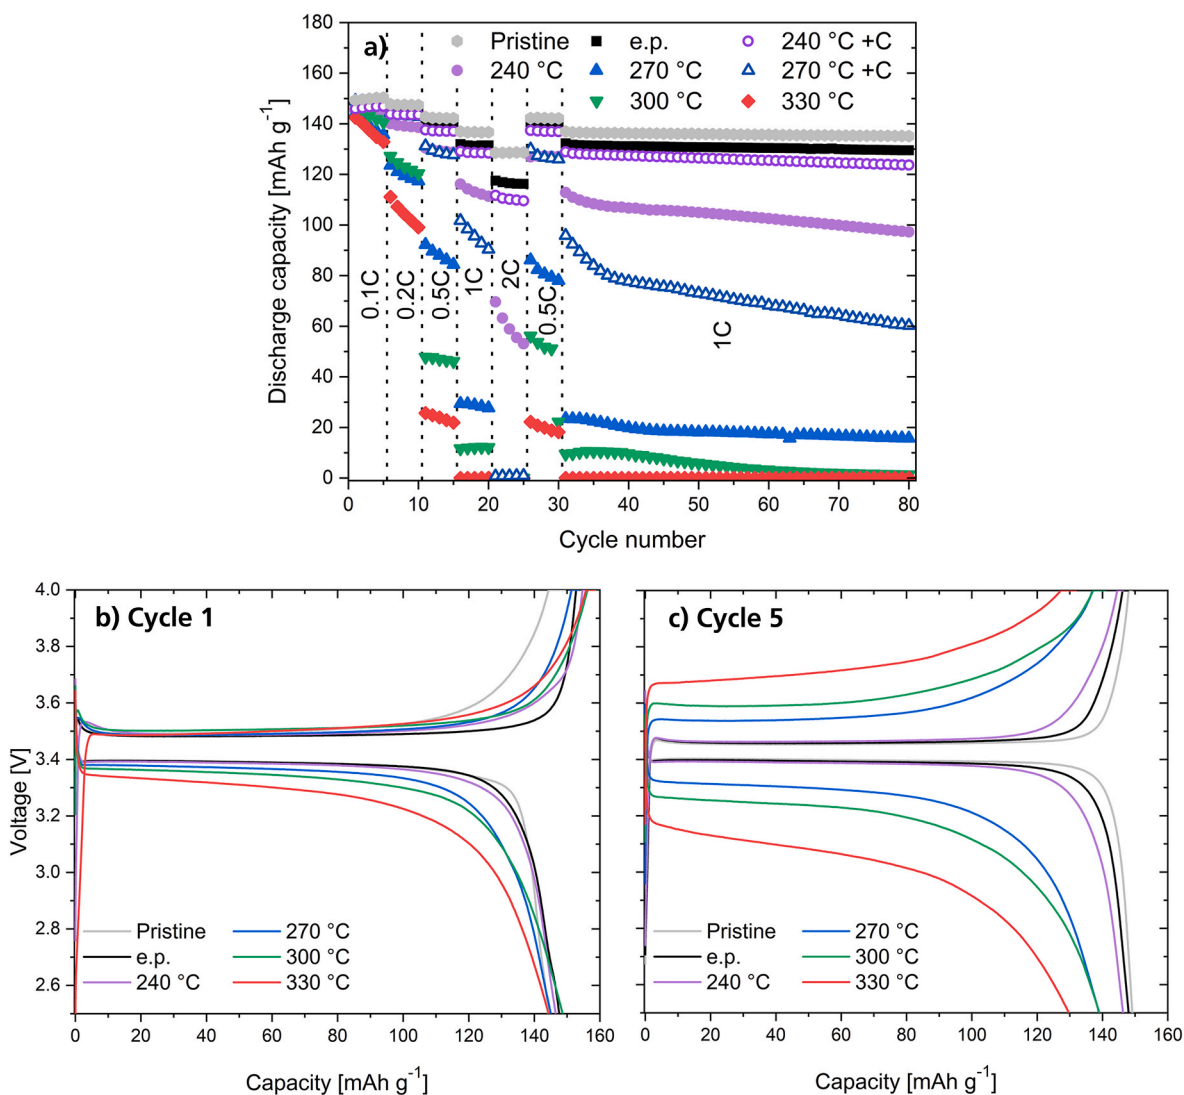 a)
Pristine e.p. 240 °C +C
240 °C 270 °C 270 °C +C
300 °C 330 °C
180
160
140
120
100
80
60
40
20
0
Discharge capacity [mAh g⁻¹]
0.1C 0.2C 0.5C 1C 2C 0.5C 1C
0 10 20 30 40 50 60 70 80
Cycle number
b) Cycle 1
4.0
3.8
3.6
3.4
3.2
3.0
2.8
2.6
Voltage [V]
Pristine 270 °C
e.p. 300 °C
240 °C 330 °C
0 20 40 60 80 100 120 140 160
Capacity [mAh g⁻¹]
c) Cycle 5
Pristine 270 °C
e.p. 300 °C
240 °C 330 °C
0 20 40 60 80 100 120 140 160
Capacity [mAh g⁻¹]